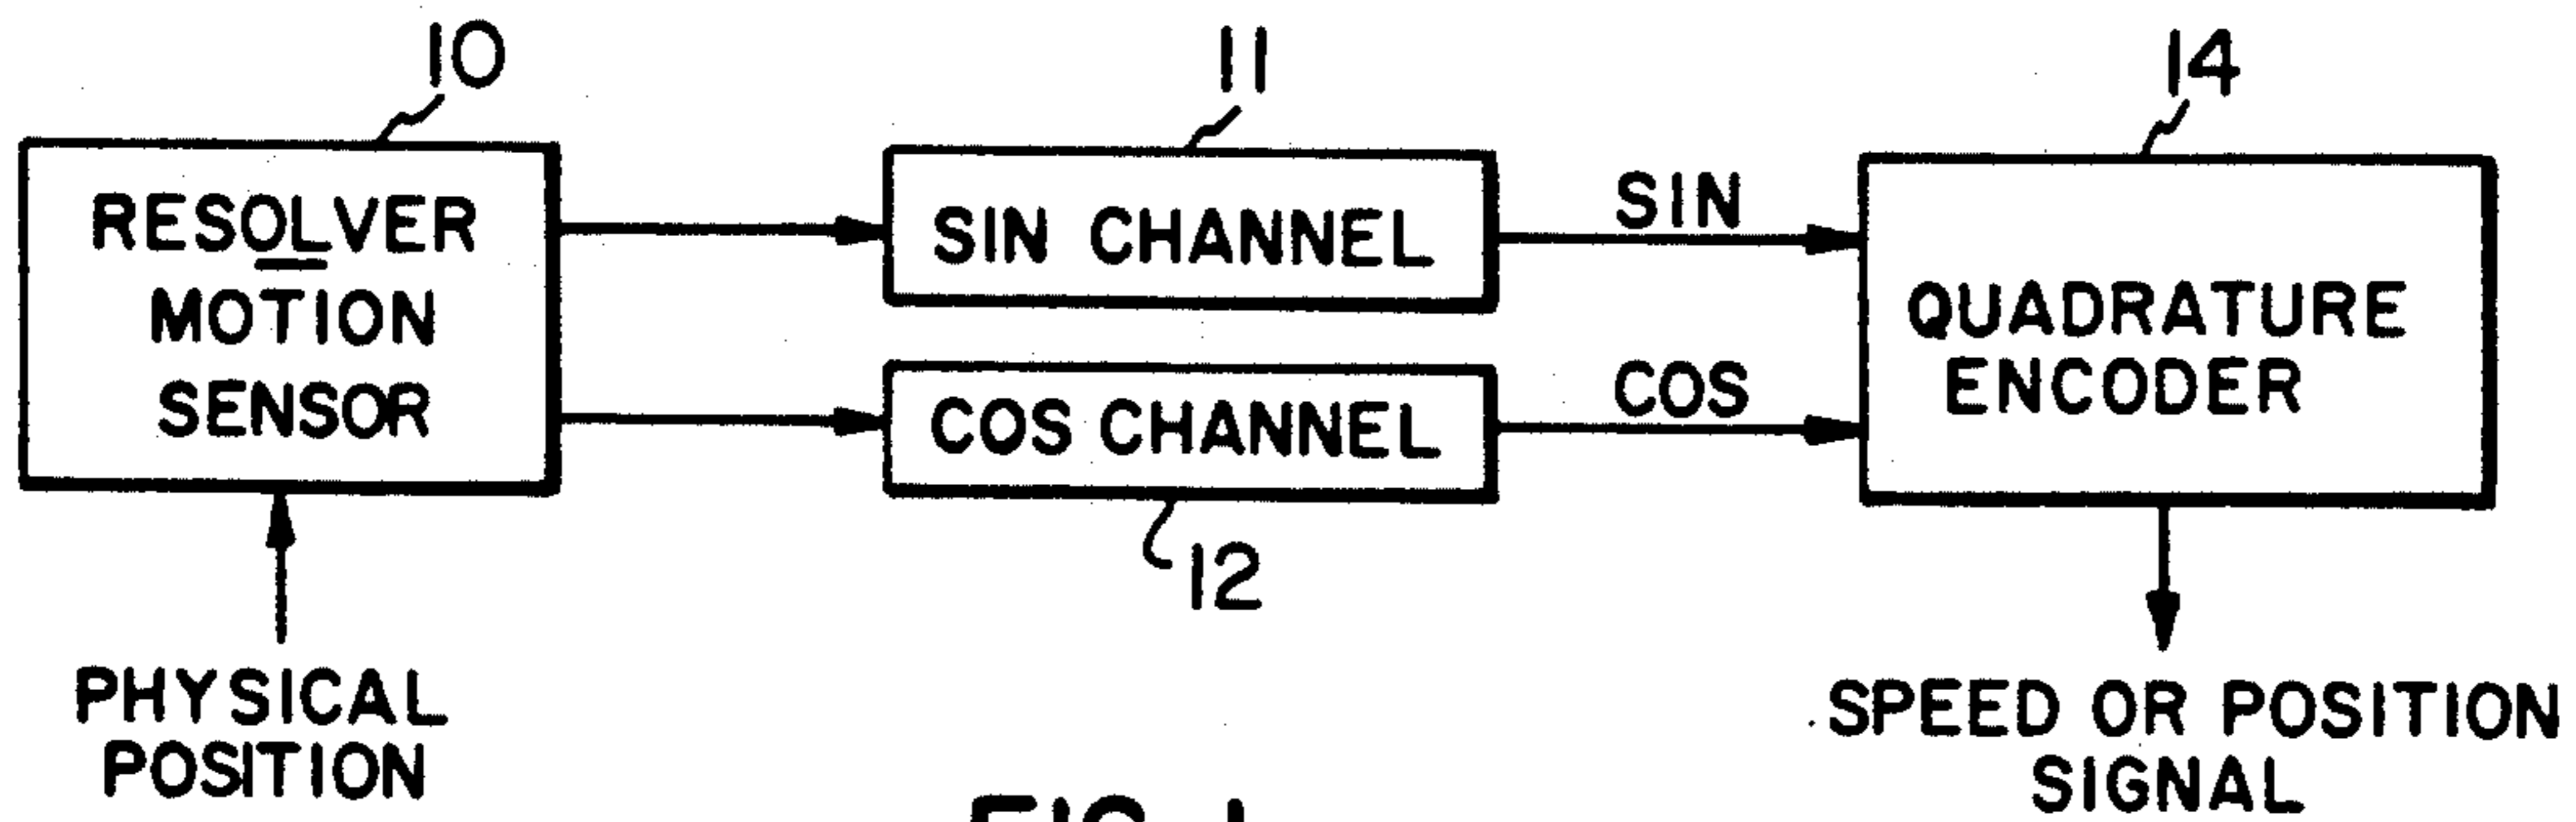 10
11
14
RESOLVER
MOTION
SENSOR
SIN CHANNEL
SIN
COS CHANNEL
COS
QUADRATURE
ENCODER
12
PHYSICAL
POSITION
SPEED OR POSITION
SIGNAL